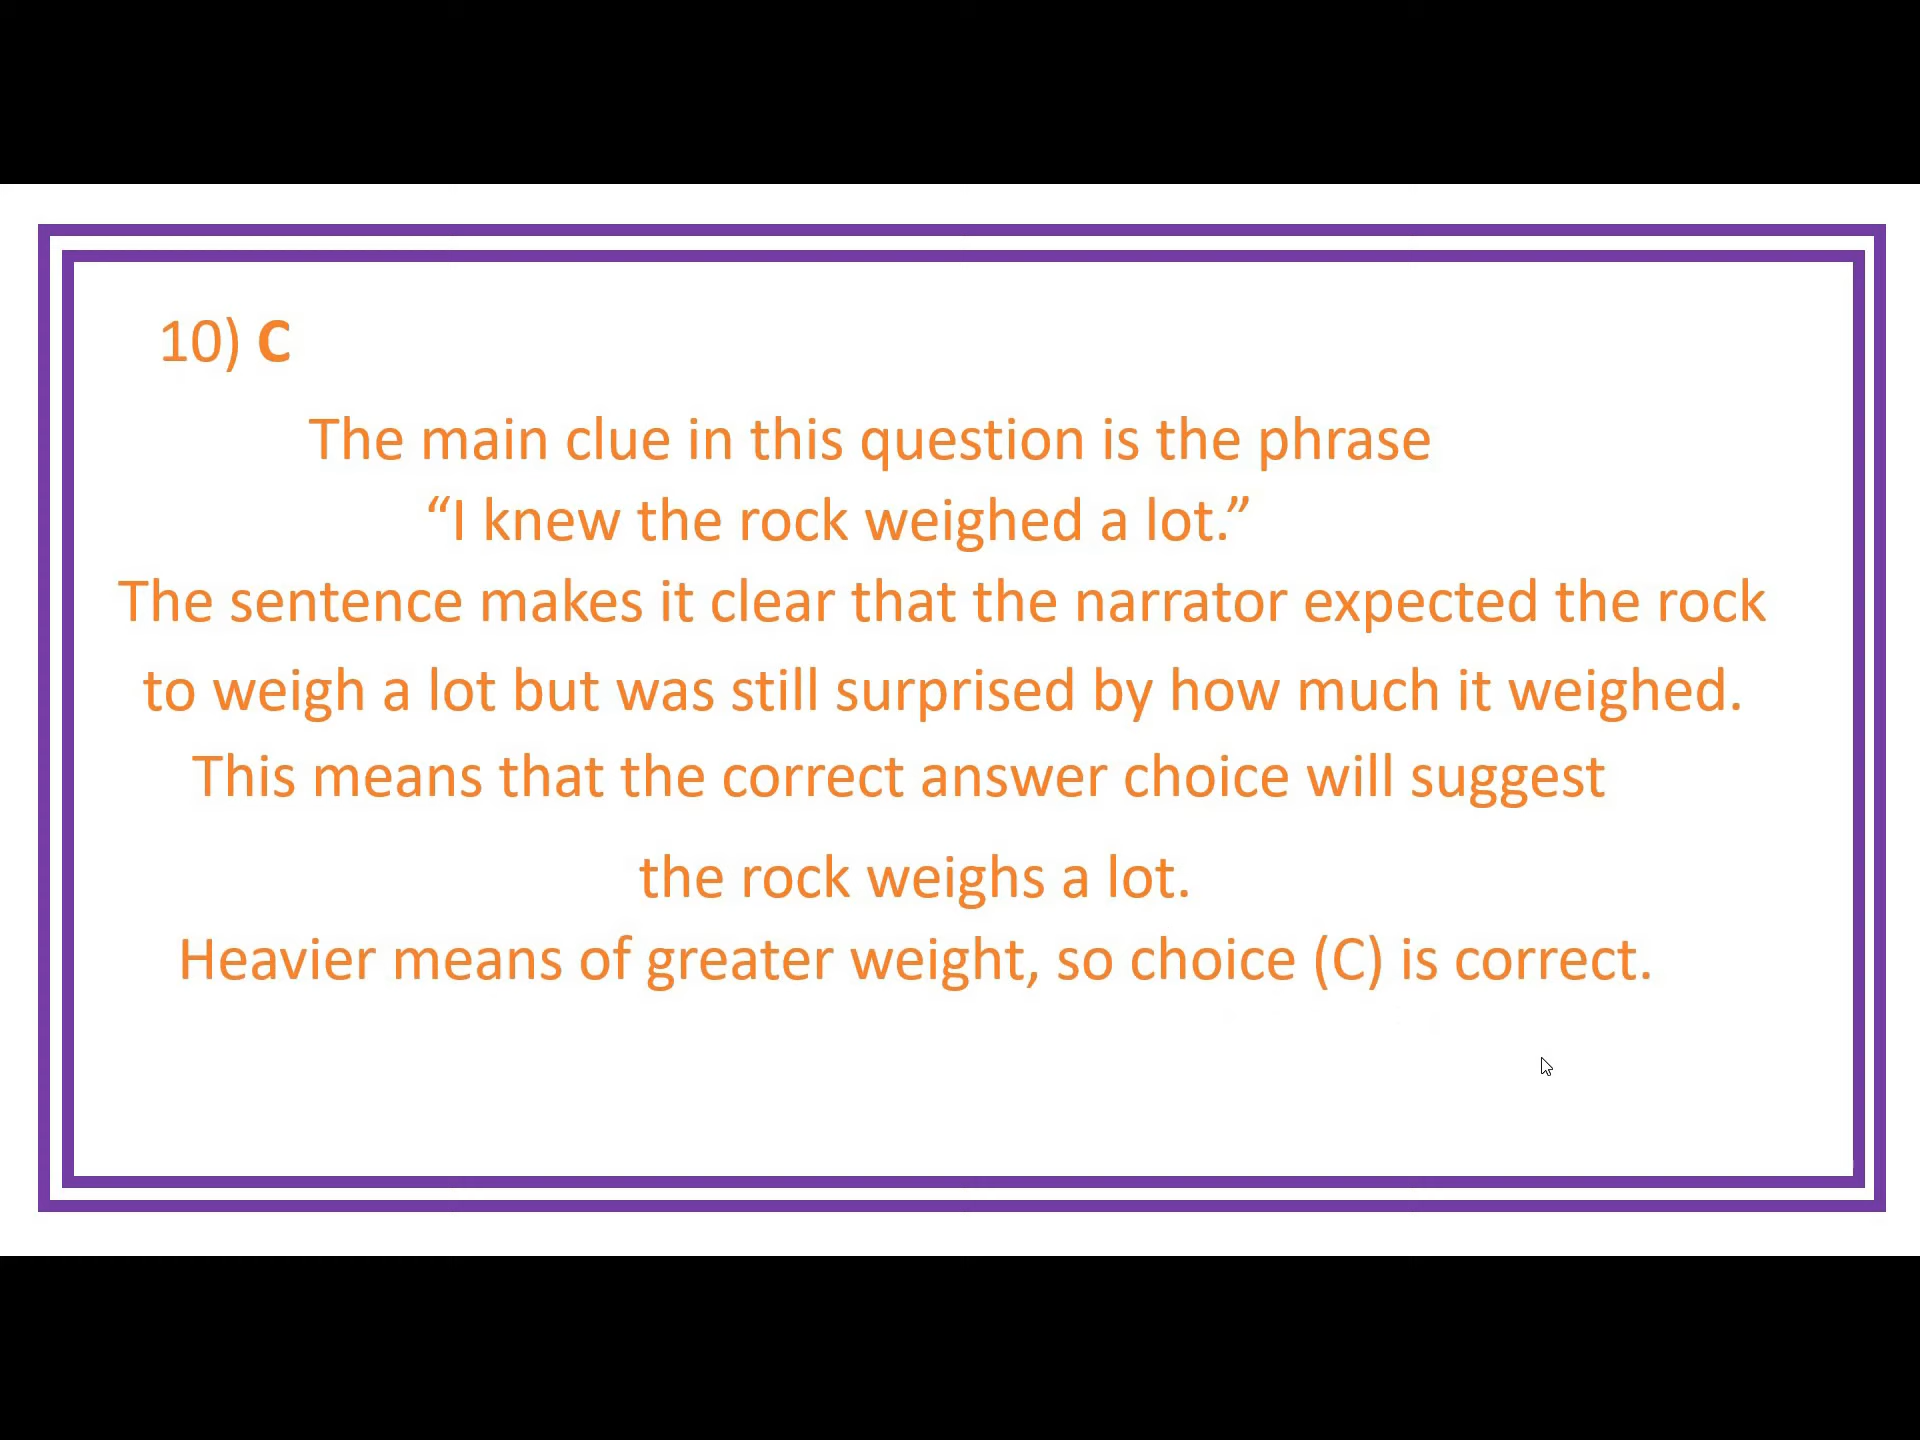 10) C
The main clue in this question is the phrase
“I knew the rock weighed a lot.”
The sentence makes it clear that the narrator expected the rock
to weigh a lot but was still surprised by how much it weighed.
This means that the correct answer choice will suggest
the rock weighs a lot.
Heavier means of greater weight, so choice (C) is correct.